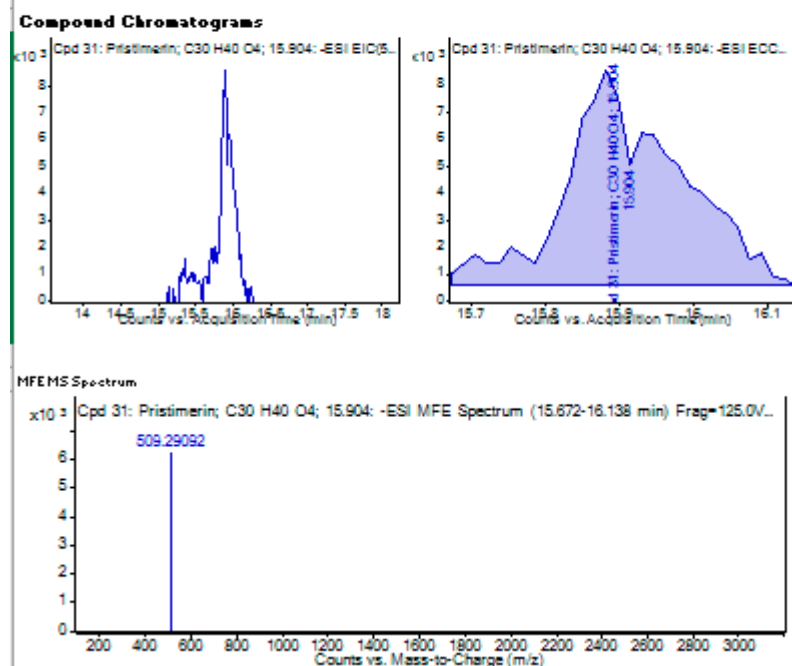 Compound Chromatograms
x10 3 Cpd 31: Pristimerin; C30 H40 O4; 15.904: -ESI EIC(5...
8
7
6
5
4
3
2
1
0
14 14.5 15 15.5 16 16.5 17 17.5 18
Counts vs. Acquisition Time (min)
x10 3 Cpd 31: Pristimerin; C30 H40 O4; 15.904: -ESI ECC...
8
7
6
5
4
3
2
1
0
d 31: Pristimerin; C30 H40 O4; 15.904
15.904
15.7 15.8 15.9 16 16.1
Counts vs. Acquisition Time (min)
MFE MS Spectrum
x10 3 Cpd 31: Pristimerin; C30 H40 O4; 15.904: -ESI MFE Spectrum (15.672-16.138 min) Frag=125.0V...
509.29092
6
5
4
3
2
1
0
200 400 600 800 1000 1200 1400 1600 1800 2000 2200 2400 2600 2800 3000
Counts vs. Mass-to-Charge (m/z)